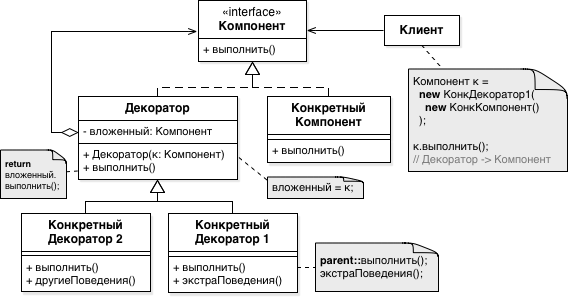 «interface»
Компонент
+ выполнить()
Клиент
Компонент к =
new КонкДекоратор1(
new КонкКомпонент()
);
к.выполнить();
// Декоратор -> Компонент
Декоратор
- вложенный: Компонент
+ Декоратор(к: Компонент)
+ выполнить()
Конкретный
Компонент
+ выполнить()
return
вложенный.
выполнить();
вложенный = к;
Конкретный
Декоратор 2
+ выполнить()
+ другиеПоведения()
Конкретный
Декоратор 1
+ выполнить()
+ экстраПоведения()
parent::выполнить();
экстраПоведения();